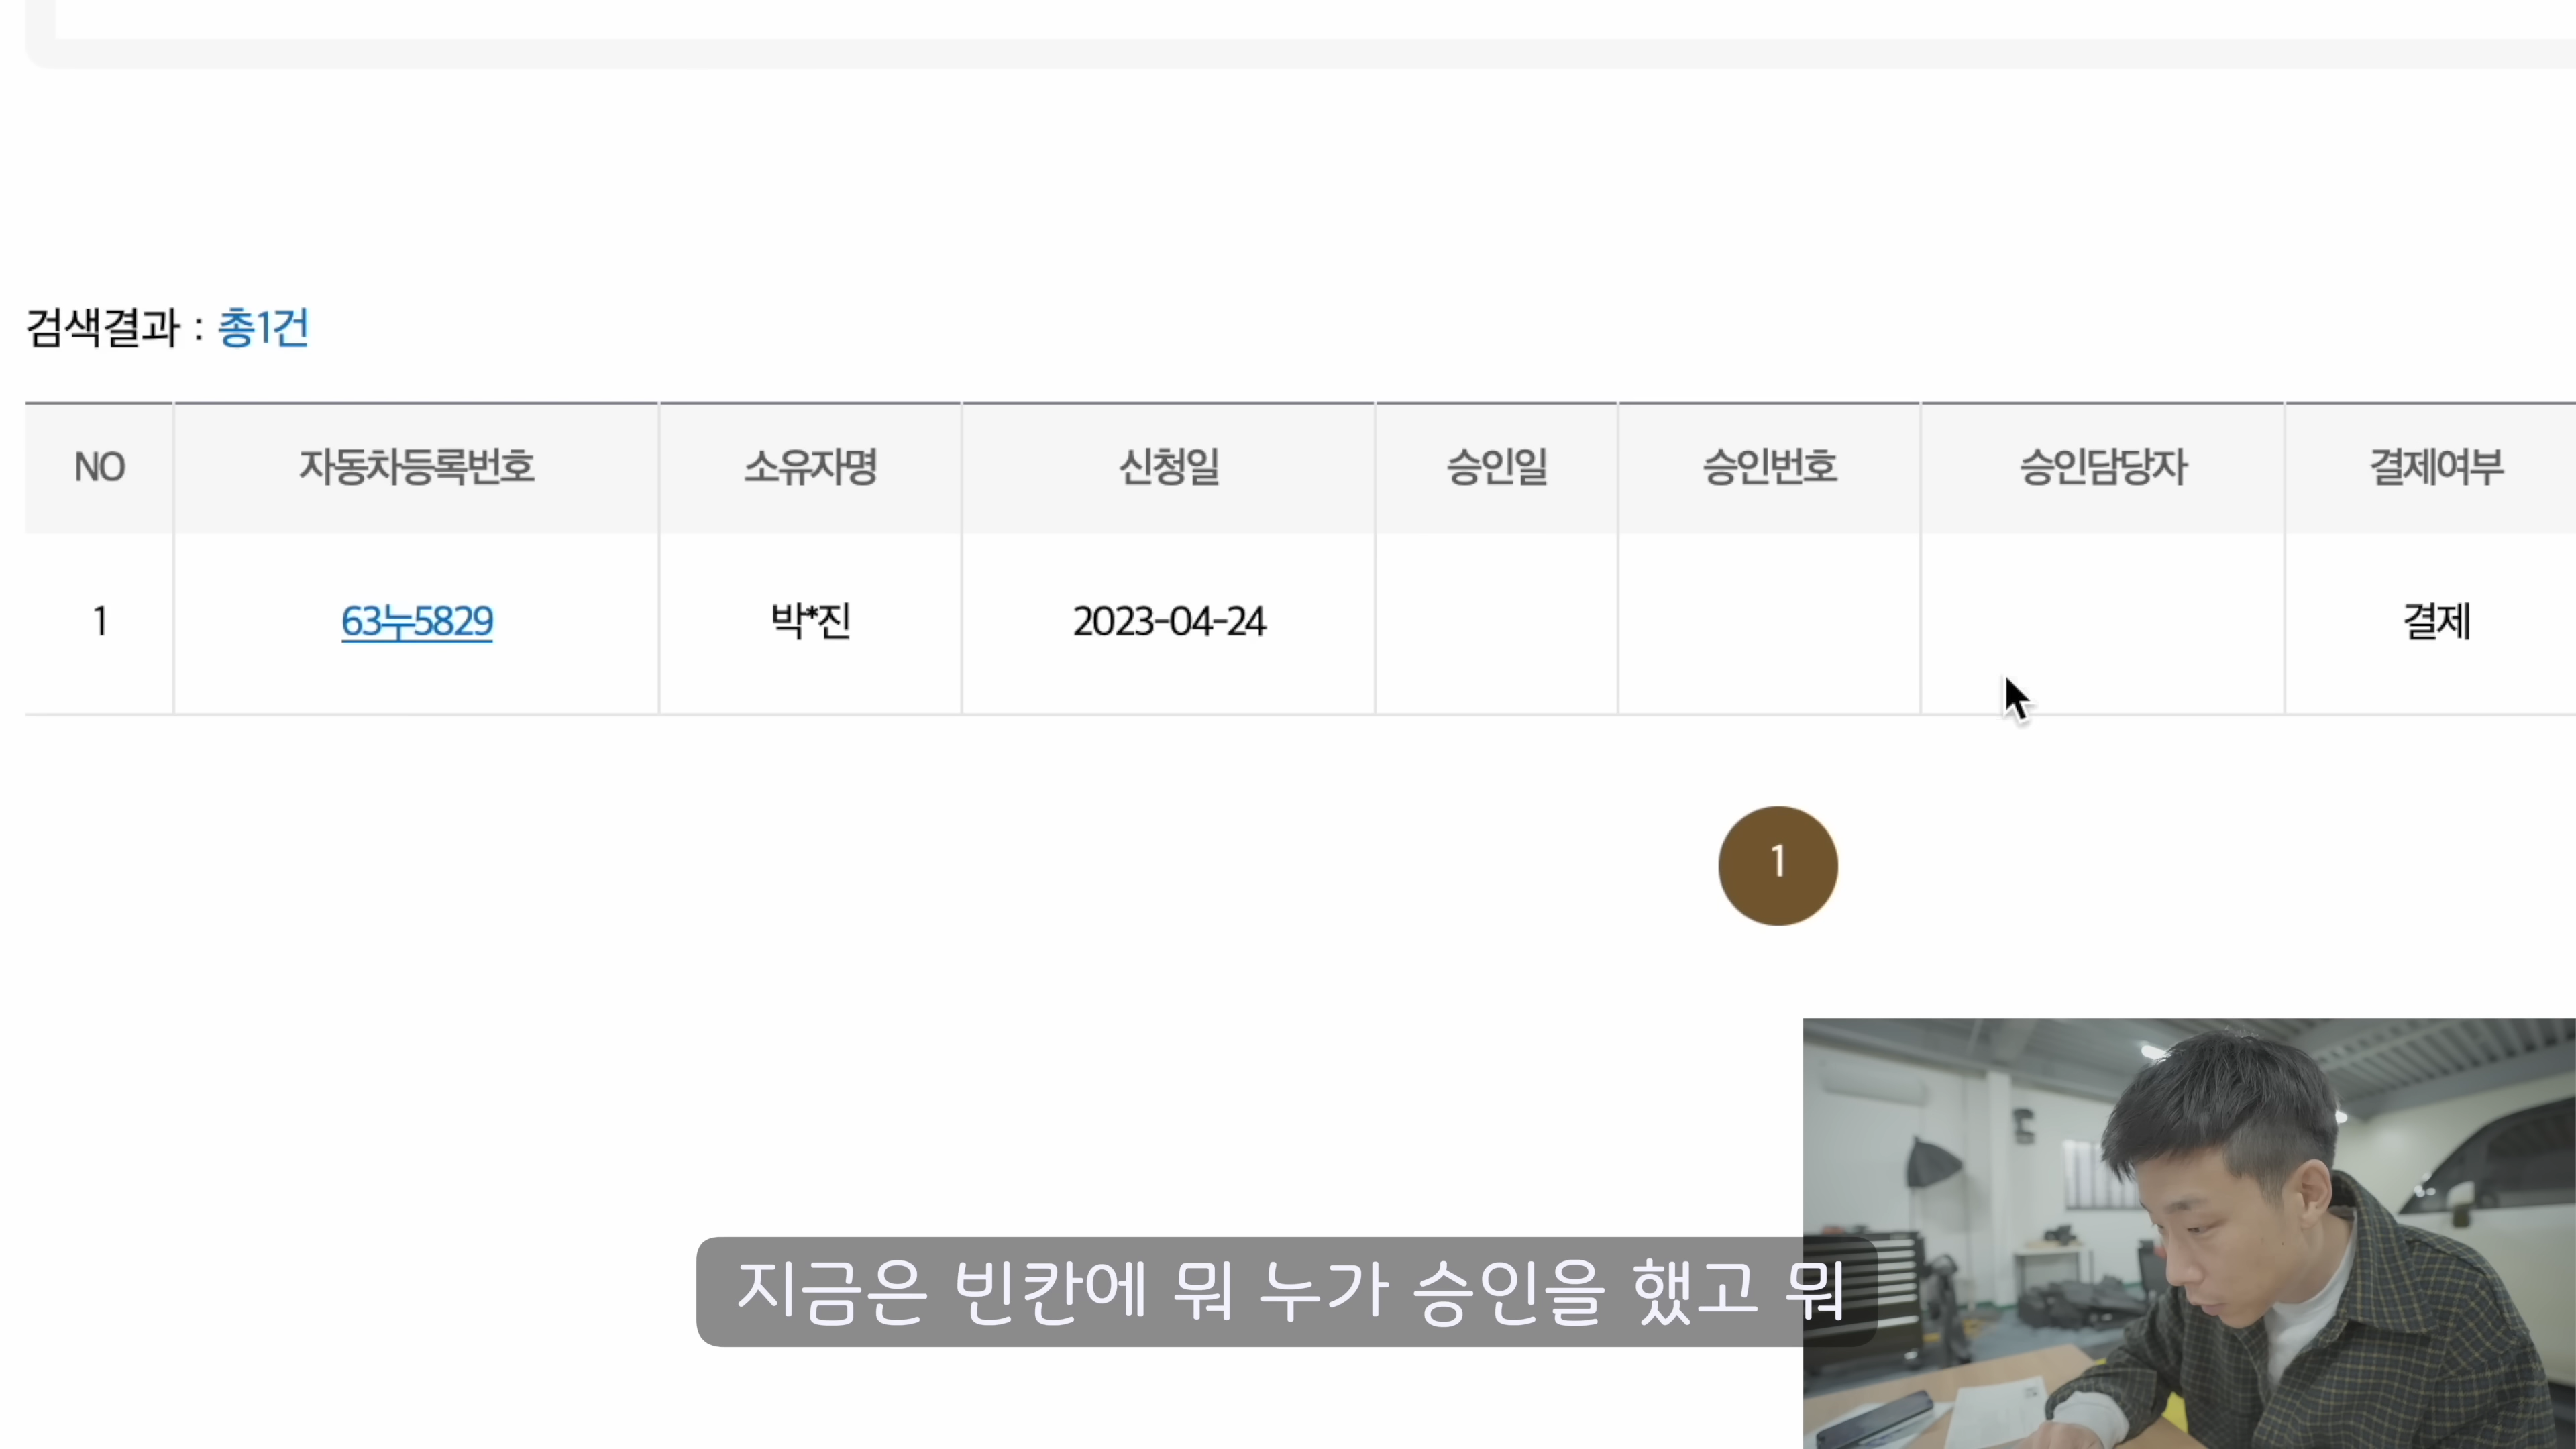 검색결과 : 총1건
NO 자동차등록번호 소유자명 신청일 승인일 승인번호 승인담당자 결제여부
1 63누5829 박*진 2023-04-24 결제
1
지금은 빈칸에 뭐 누가 승인을 했고 뭐